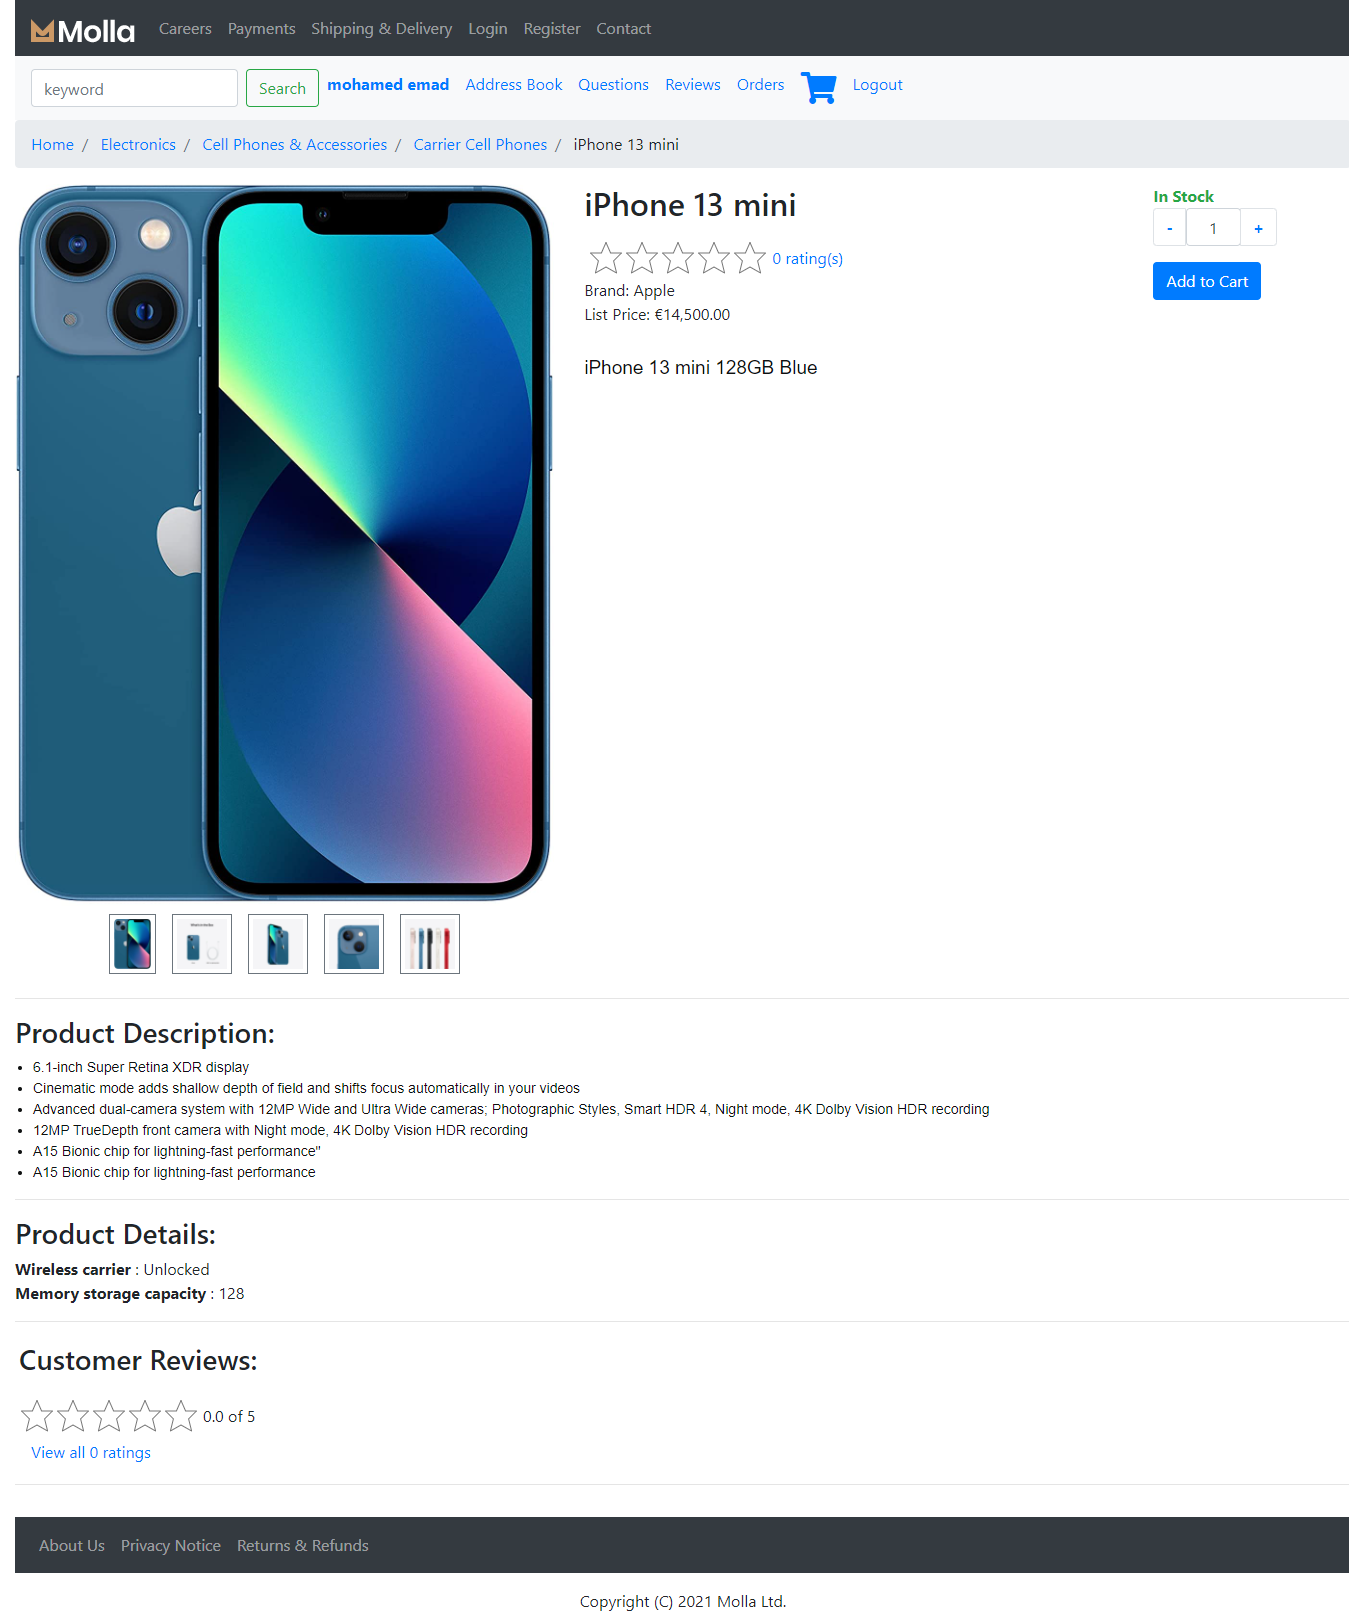 Molla Careers Payments Shipping & Delivery Login Register Contact
keyword Search mohamed emad Address Book Questions Reviews Orders Logout
Home / Electronics / Cell Phones & Accessories / Carrier Cell Phones / iPhone 13 mini
iPhone 13 mini
0 rating(s)
Brand: Apple
List Price: €14,500.00
iPhone 13 mini 128GB Blue
In Stock
- 1 +
Add to Cart
Product Description:
• 6.1-inch Super Retina XDR display
• Cinematic mode adds shallow depth of field and shifts focus automatically in your videos
• Advanced dual-camera system with 12MP Wide and Ultra Wide cameras; Photographic Styles, Smart HDR 4, Night mode, 4K Dolby Vision HDR recording
• 12MP TrueDepth front camera with Night mode, 4K Dolby Vision HDR recording
• A15 Bionic chip for lightning-fast performance"
• A15 Bionic chip for lightning-fast performance
Product Details:
Wireless carrier : Unlocked
Memory storage capacity : 128
Customer Reviews:
0.0 of 5
View all 0 ratings
About Us Privacy Notice Returns & Refunds
Copyright (C) 2021 Molla Ltd.